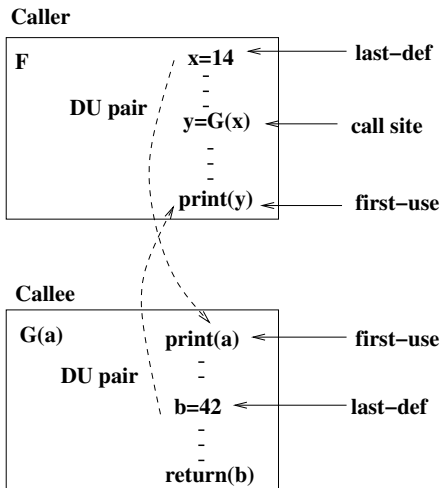 Caller
F
x=14
last-def
DU pair
y=G(x)
call site
print(y)
first-use
Callee
G(a)
print(a)
first-use
DU pair
b=42
last-def
return(b)